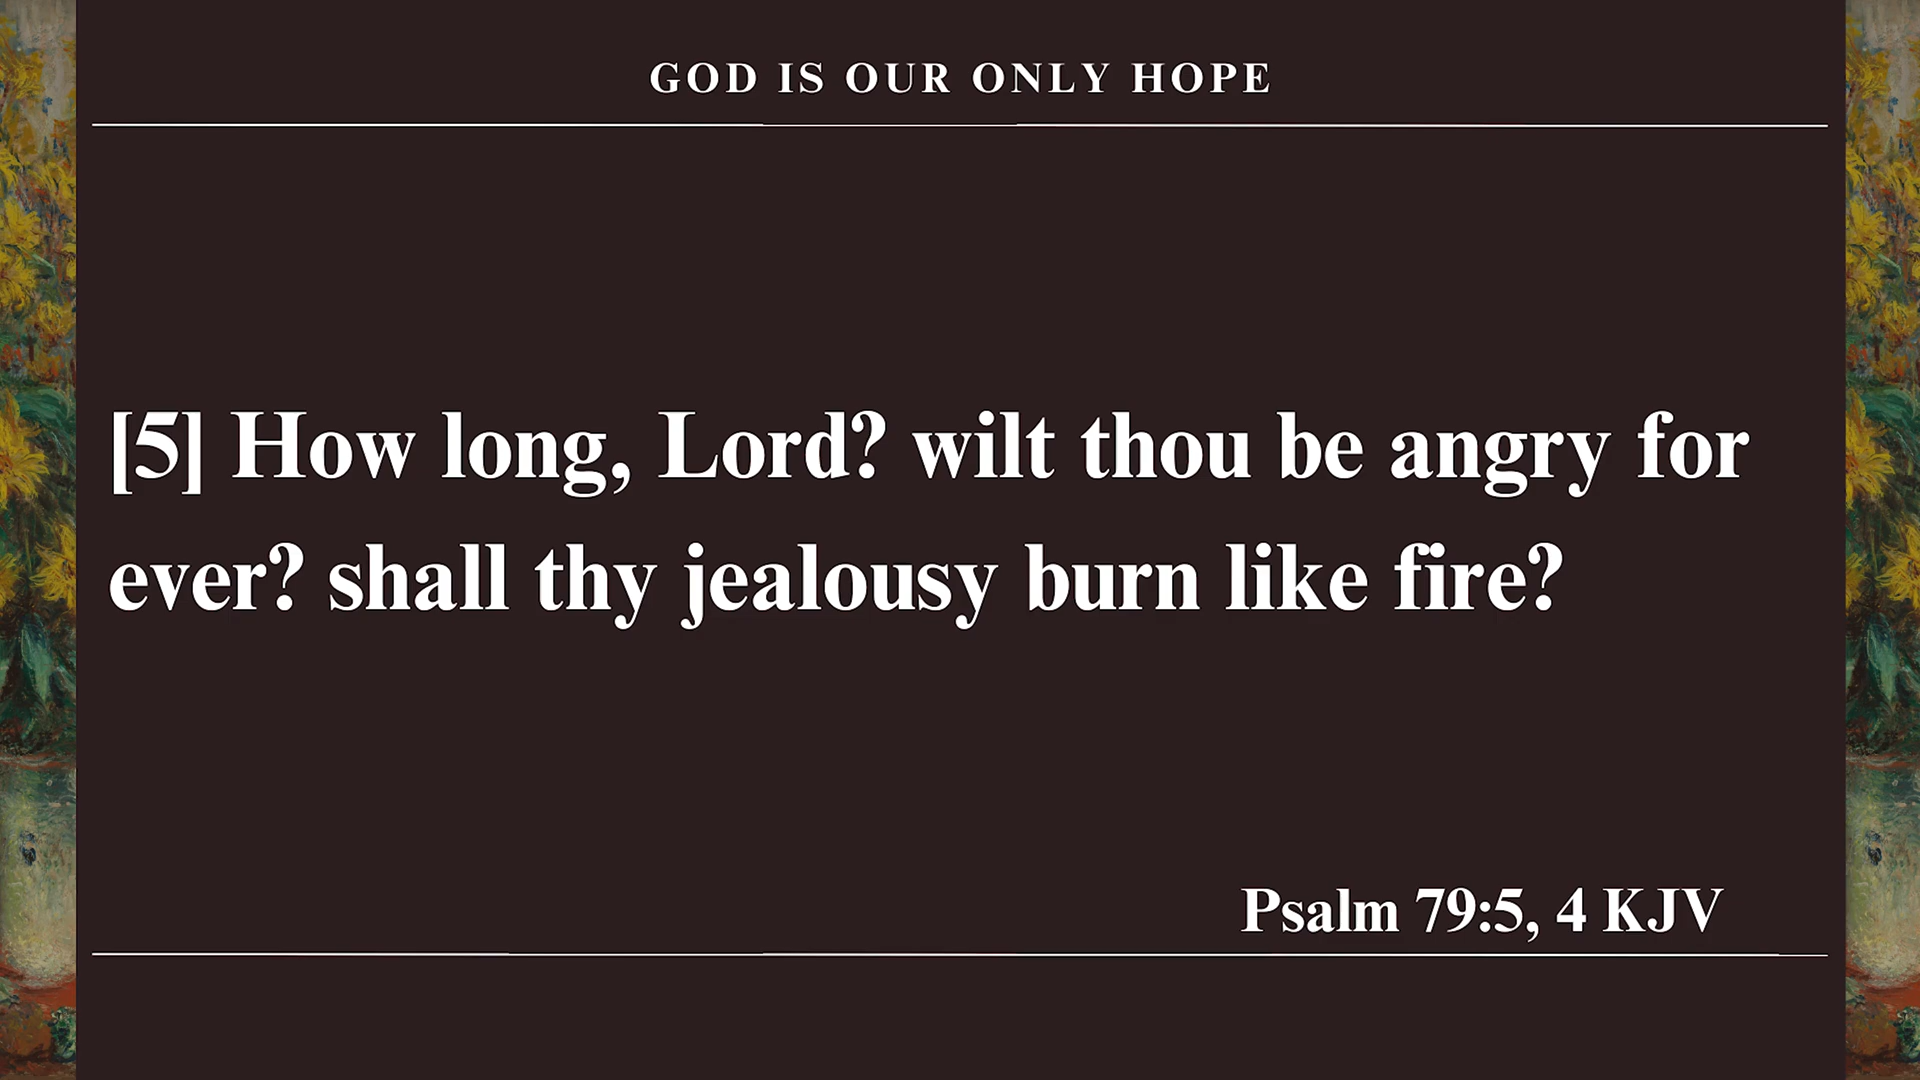 GOD IS OUR ONLY HOPE
[5] How long, Lord? wilt thou be angry for
ever? shall thy jealousy burn like fire?
Psalm 79:5, 4 KJV